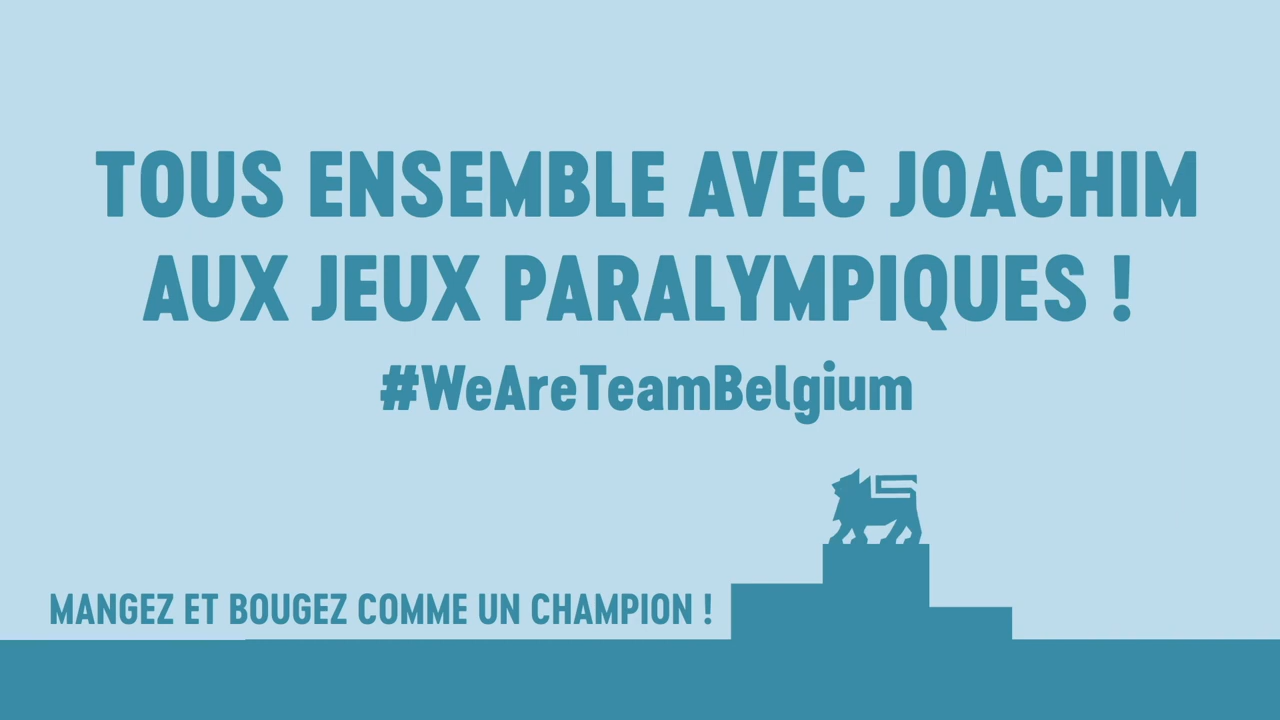 TOUS ENSEMBLE AVEC JOACHIM
AUX JEUX PARALYMPIQUES !
#WeAreTeamBelgium
MANGEZ ET BOUGEZ COMME UN CHAMPION !